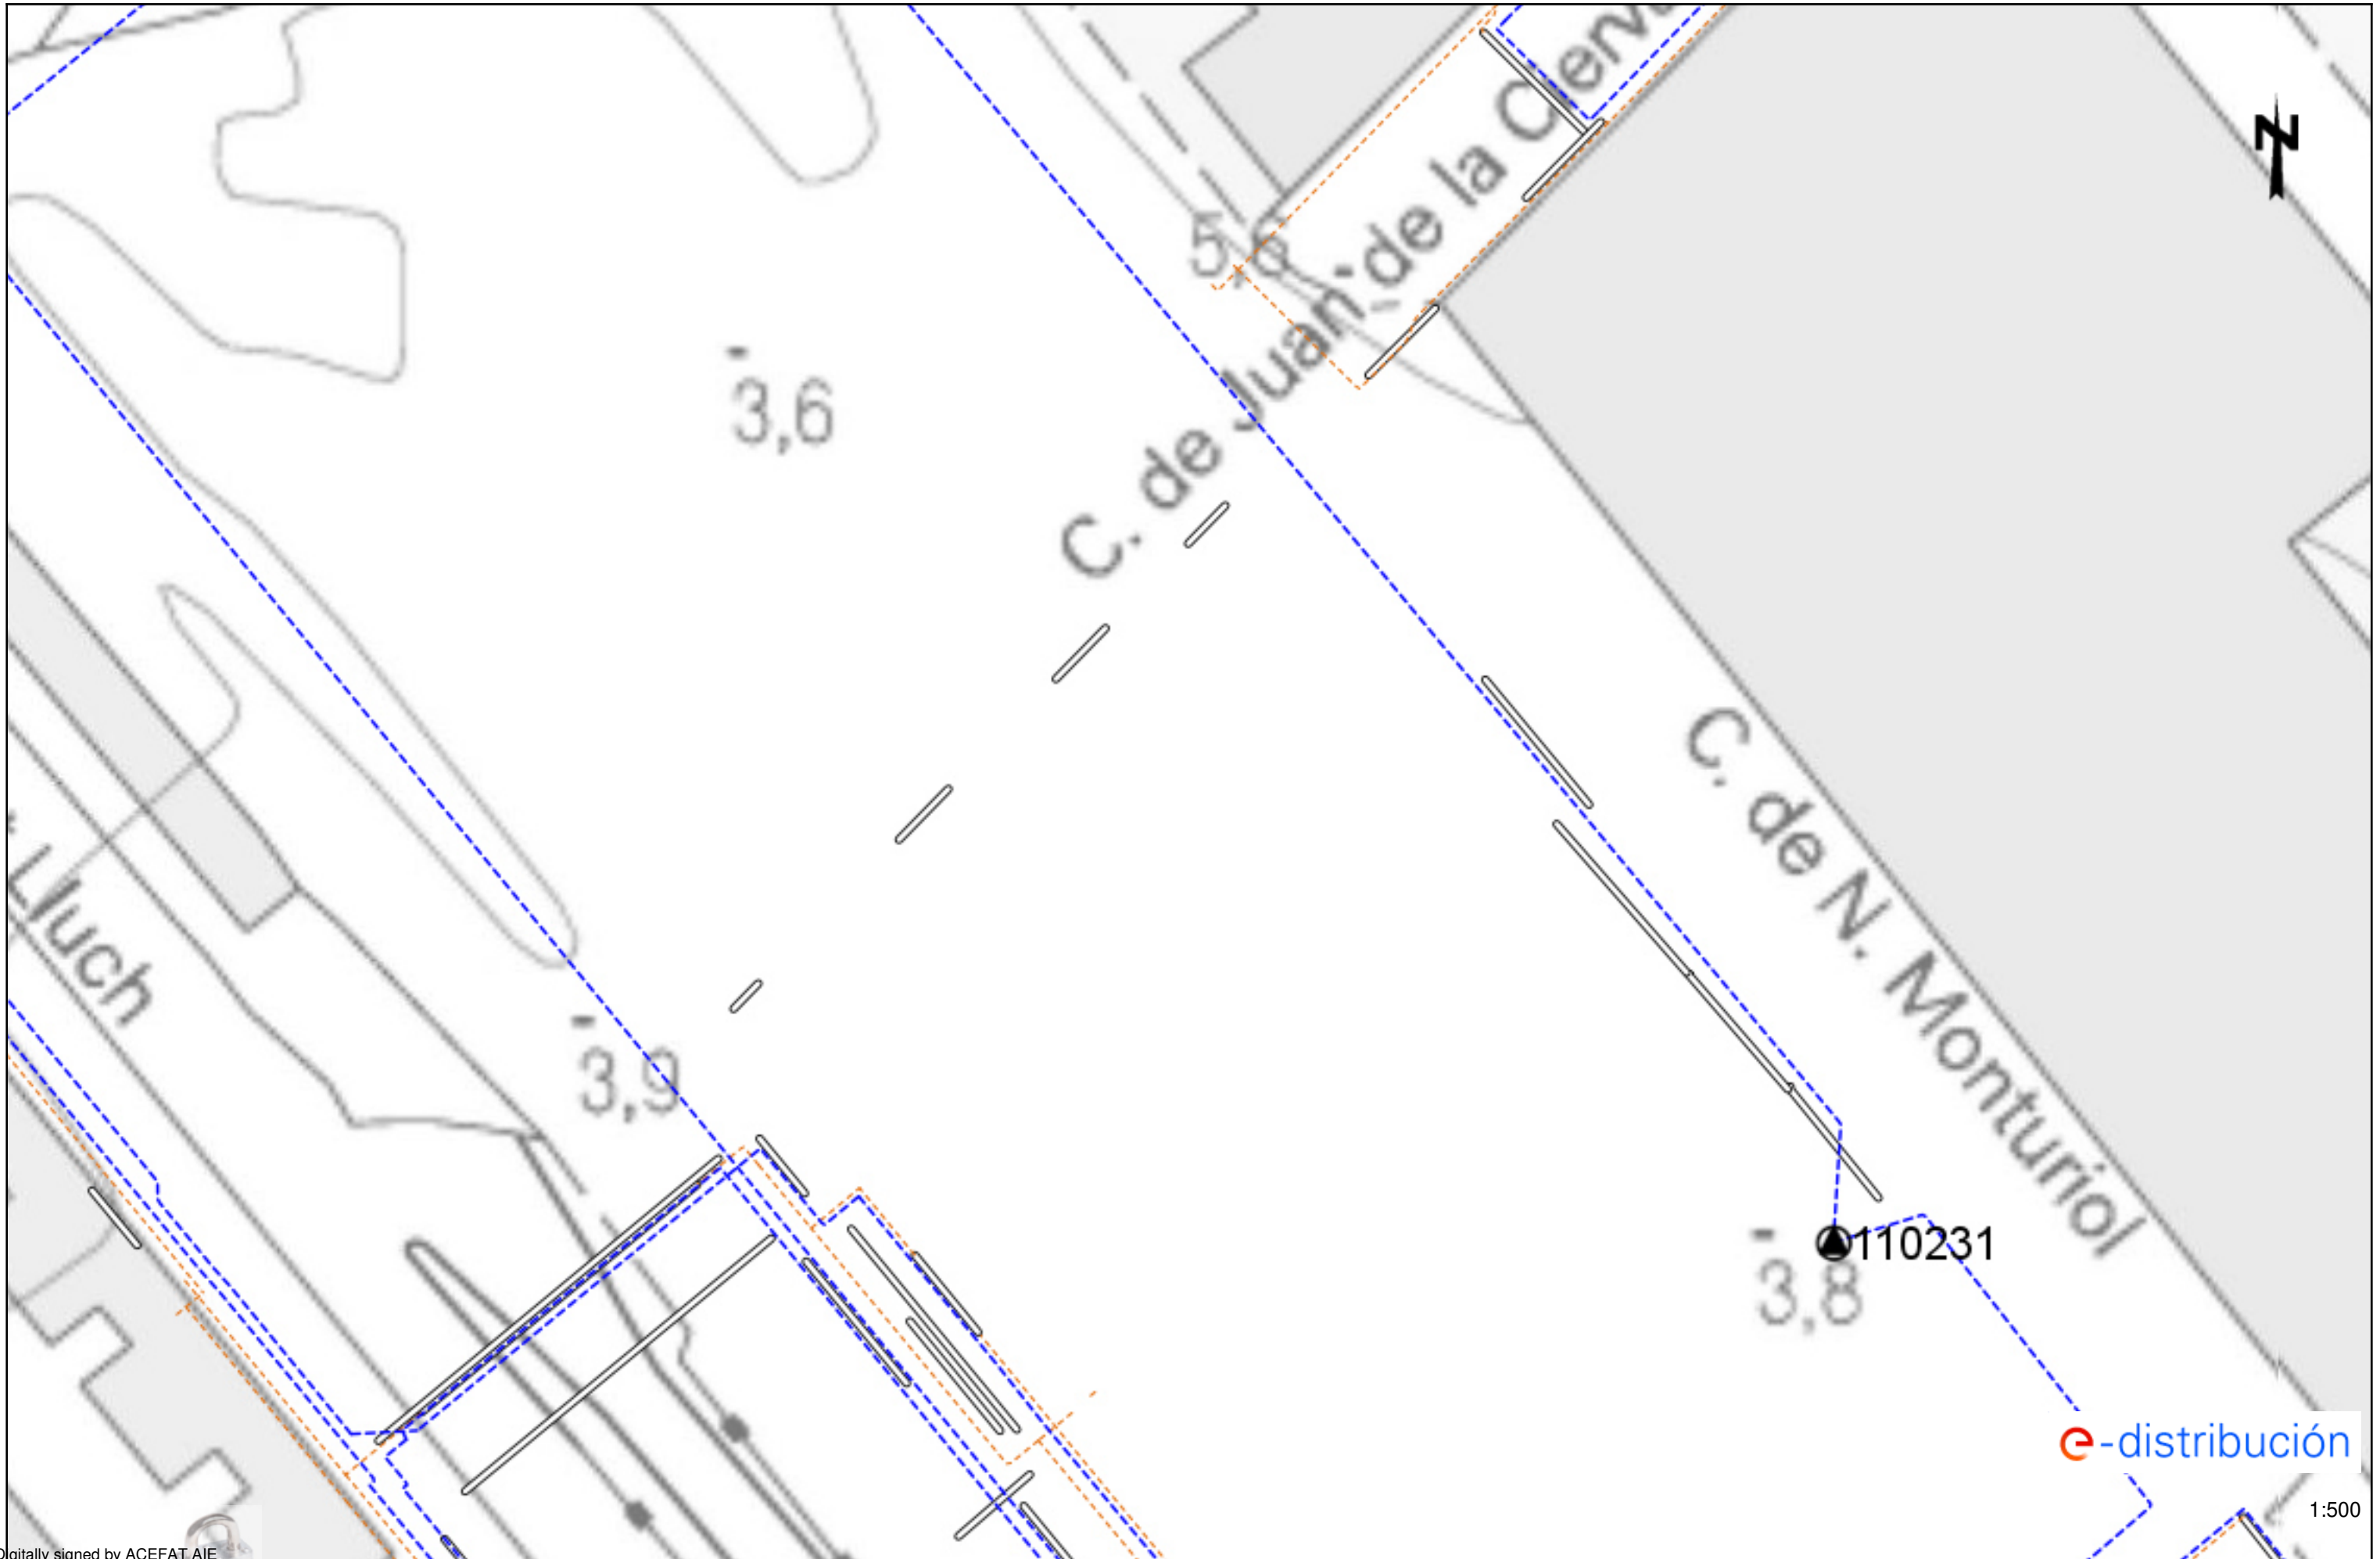 C. de Juan de la Cierva
N
5,6
3,6
C. de N. Monturiol
Lluch
3,9
110231
3,8
e-distribución
1:500
Digitally signed by ACEFAT, AIE